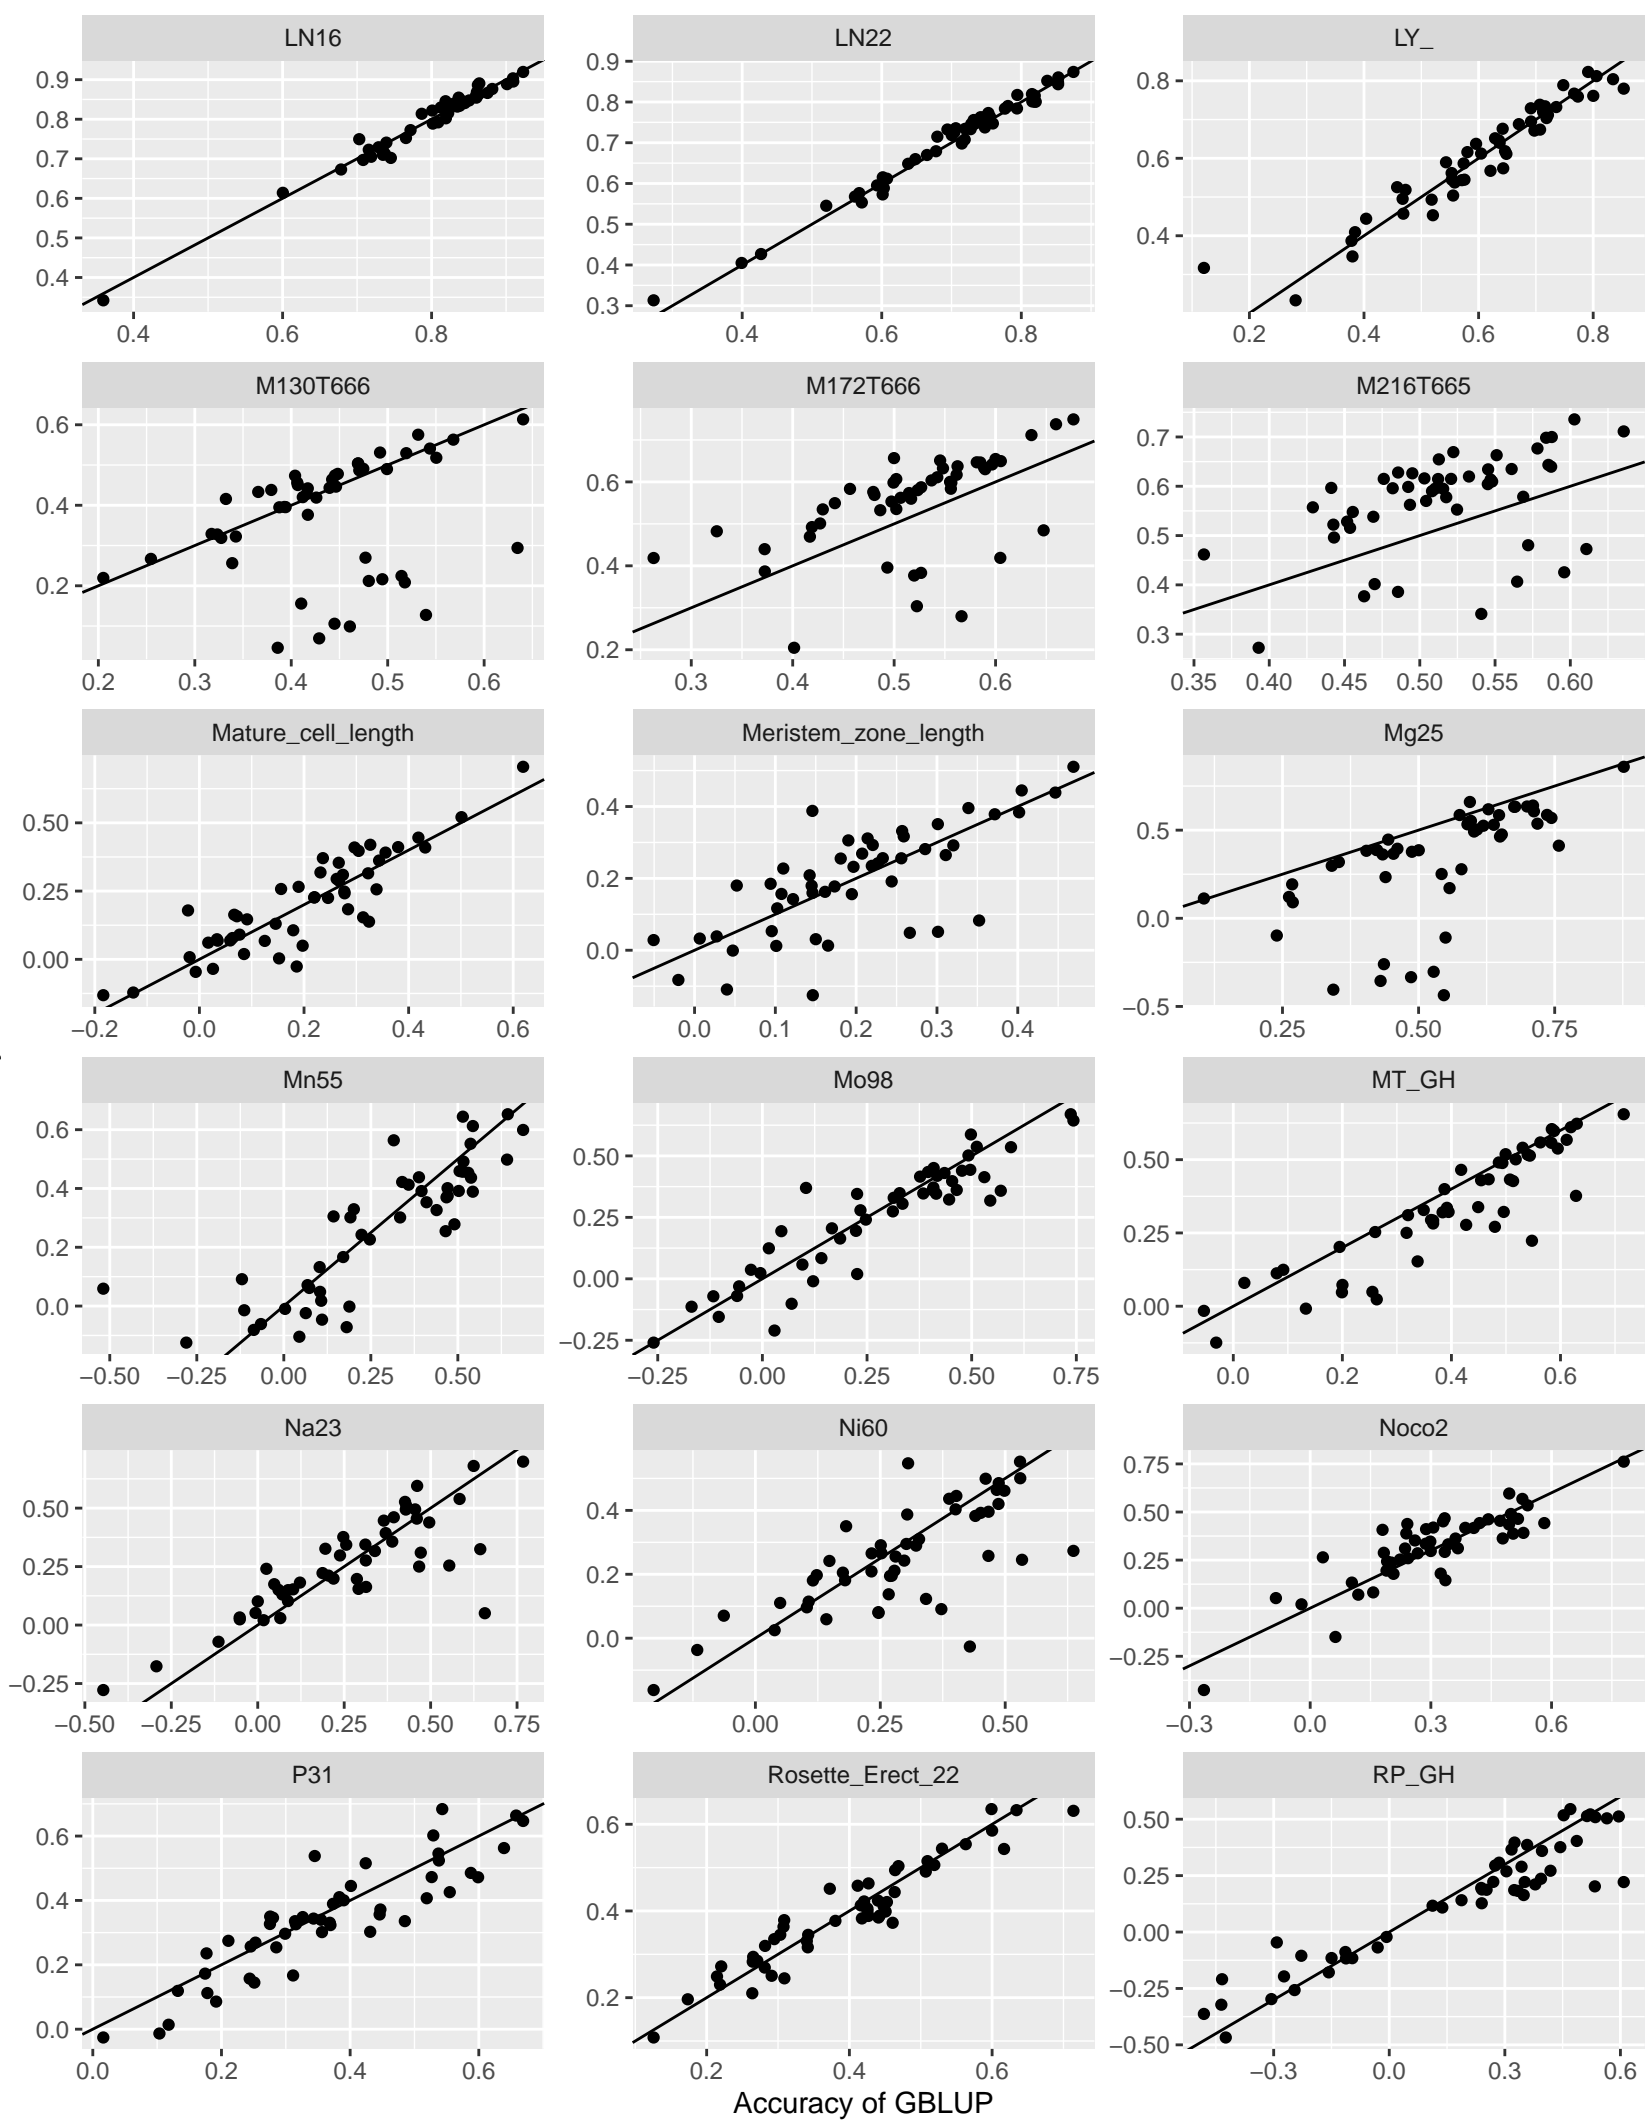 LN16 LN22 LY_
0.9 0.8 0.7 0.6 0.5 0.4
0.4 0.6 0.8
0.9 0.8 0.7 0.6 0.5 0.4 0.3
0.4 0.6 0.8
0.8 0.6 0.4
0.2 0.4 0.6 0.8
M130T666 M172T666 M216T665
0.6 0.4 0.2
0.2 0.3 0.4 0.5 0.6
0.6 0.4 0.2
0.3 0.4 0.5 0.6
0.7 0.6 0.5 0.4 0.3
0.35 0.40 0.45 0.50 0.55 0.60
Mature_cell_length Meristem_zone_length Mg25
0.50 0.25 0.00
−0.2 0.0 0.2 0.4 0.6
0.4 0.2 0.0
0.0 0.1 0.2 0.3 0.4
0.5 0.0 −0.5
0.25 0.50 0.75
Mn55 Mo98 MT_GH
0.6 0.4 0.2 0.0
−0.50 −0.25 0.00 0.25 0.50
0.50 0.25 0.00 −0.25
−0.25 0.00 0.25 0.50 0.75
0.50 0.25 0.00
0.0 0.2 0.4 0.6
Na23 Ni60 Noco2
0.50 0.25 0.00 −0.25
−0.50 −0.25 0.00 0.25 0.50 0.75
0.4 0.2 0.0
0.00 0.25 0.50
0.75 0.50 0.25 0.00 −0.25
−0.3 0.0 0.3 0.6
P31 Rosette_Erect_22 RP_GH
0.6 0.4 0.2 0.0
0.0 0.2 0.4 0.6
0.6 0.4 0.2
0.2 0.4 0.6
0.50 0.25 0.00 −0.25 −0.50
−0.3 0.0 0.3 0.6
Accuracy of GBLUP